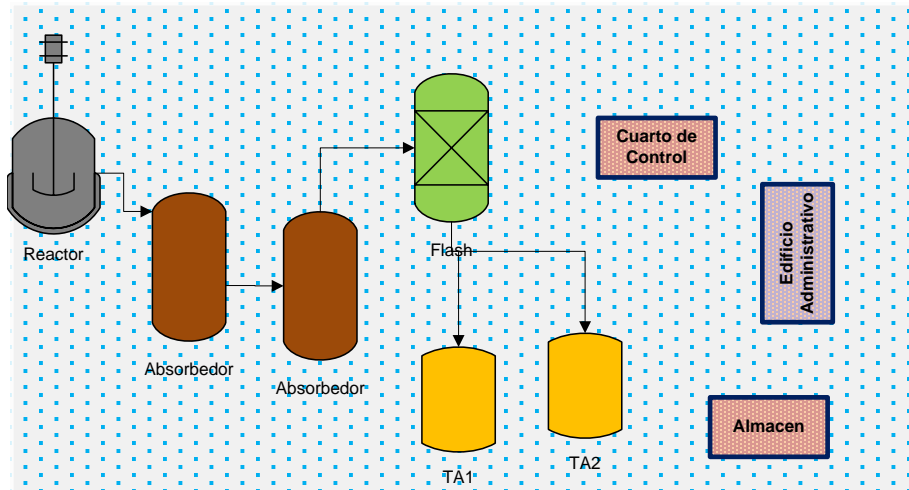 Cuarto de
Control
Edificio
Administrativo
Reactor
Flash
Absorbedor
Absorbedor
Almacen
TA1
TA2